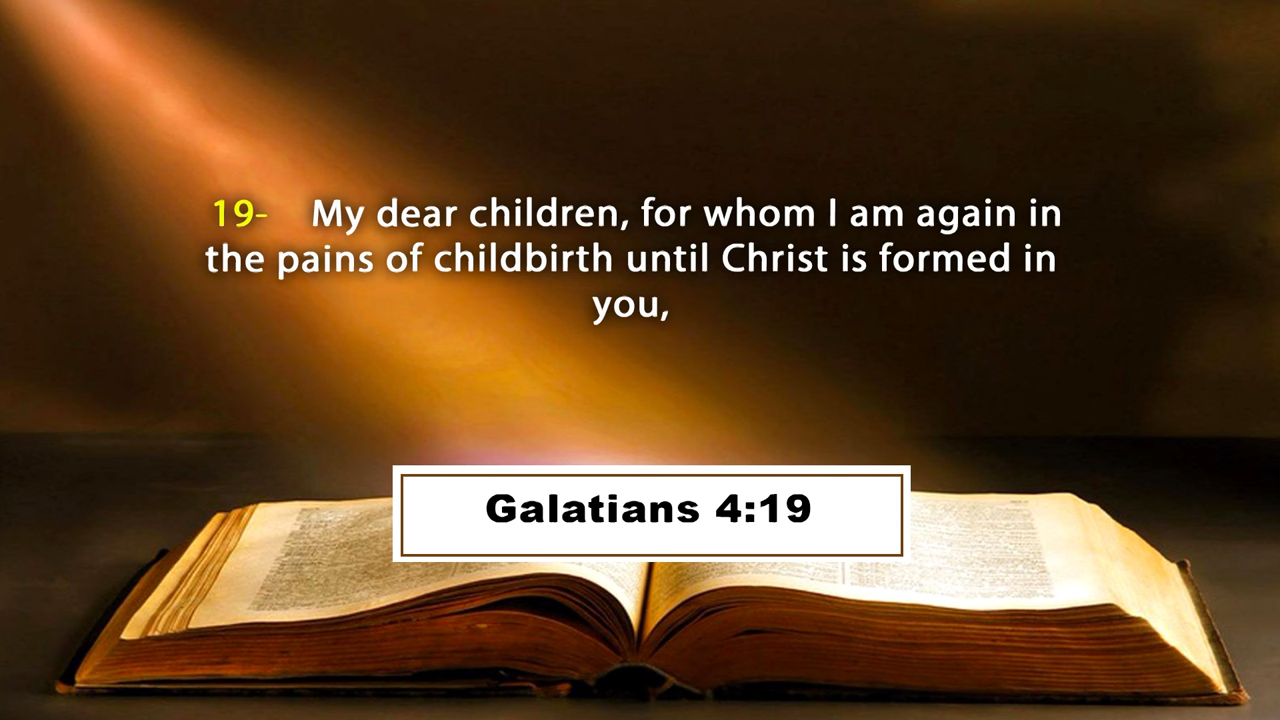 19- My dear children, for whom I am again in
the pains of childbirth until Christ is formed in
you,
Galatians 4:19